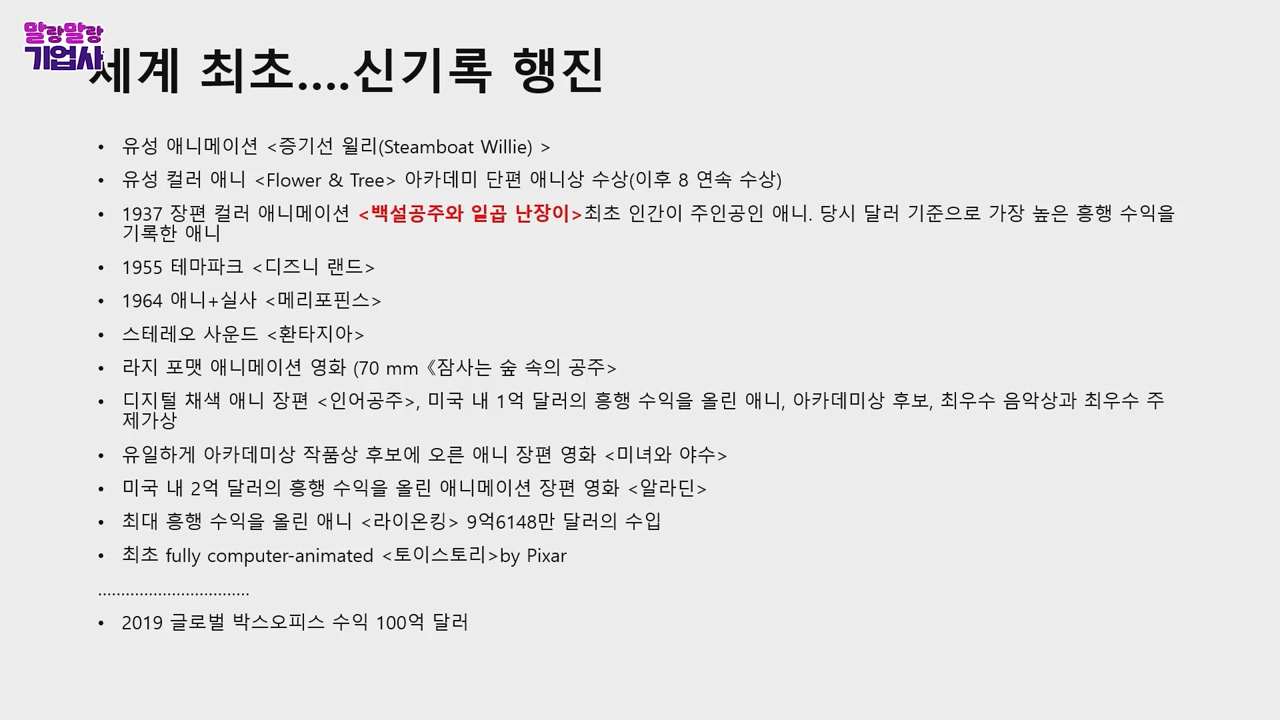 말랑말랑
기업사
세계 최초....신기록 행진
• 유성 애니메이션 <증기선 윌리(Steamboat Willie) >
• 유성 컬러 애니 <Flower & Tree> 아카데미 단편 애니상 수상(이후 8 연속 수상)
• 1937 장편 컬러 애니메이션 <백설공주와 일곱 난장이>최초 인간이 주인공인 애니. 당시 달러 기준으로 가장 높은 흥행 수익을
기록한 애니
• 1955 테마파크 <디즈니 랜드>
• 1964 애니+실사 <메리포핀스>
• 스테레오 사운드 <환타지아>
• 라지 포맷 애니메이션 영화 (70 mm《잠사는 숲 속의 공주>
• 디지털 채색 애니 장편 <인어공주>, 미국 내 1억 달러의 흥행 수익을 올린 애니, 아카데미상 후보, 최우수 음악상과 최우수 주
제가상
• 유일하게 아카데미상 작품상 후보에 오른 애니 장편 영화 <미녀와 야수>
• 미국 내 2억 달러의 흥행 수익을 올린 애니메이션 장편 영화 <알라딘>
• 최대 흥행 수익을 올린 애니 <라이온킹> 9억6148만 달러의 수입
• 최초 fully computer-animated <토이스토리>by Pixar
.................................
• 2019 글로벌 박스오피스 수익 100억 달러